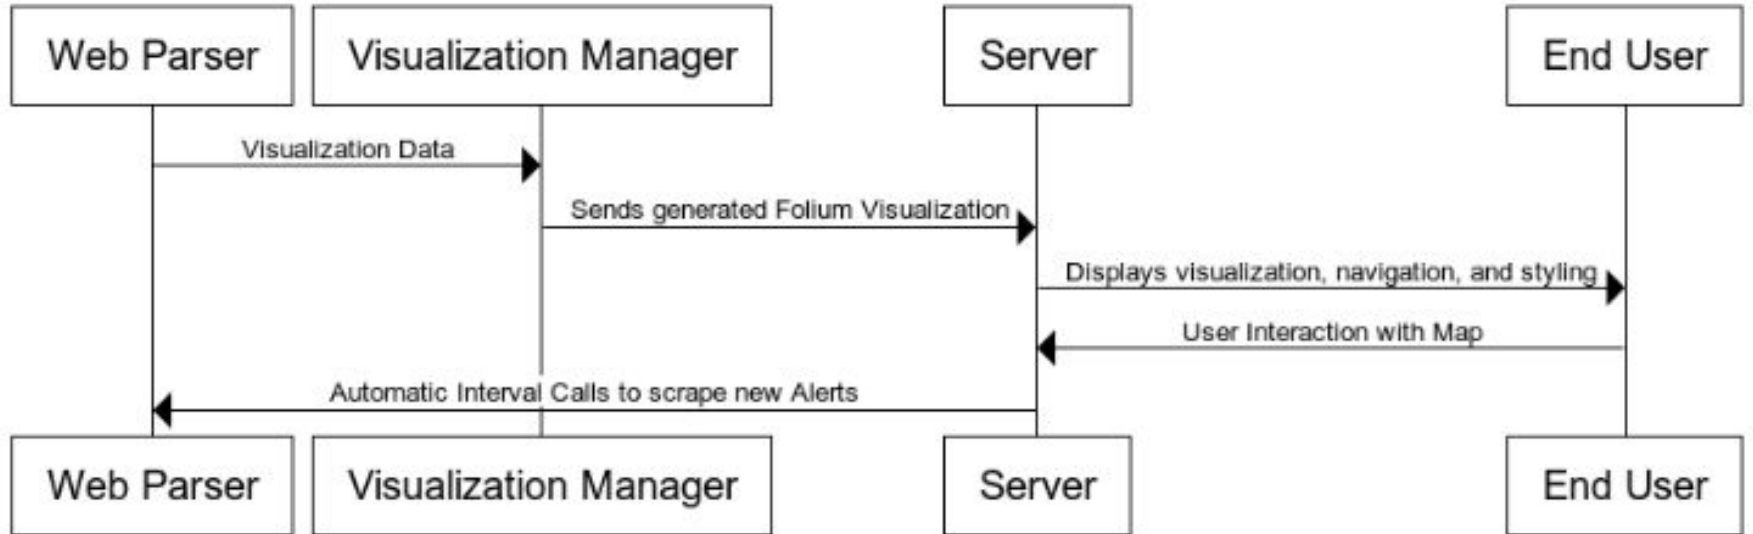 Web Parser
Visualization Manager
Server
End User
Visualization Data
Sends generated Folium Visualization
Displays visualization, navigation, and styling
User Interaction with Map
Automatic Interval Calls to scrape new Alerts
Web Parser
Visualization Manager
Server
End User